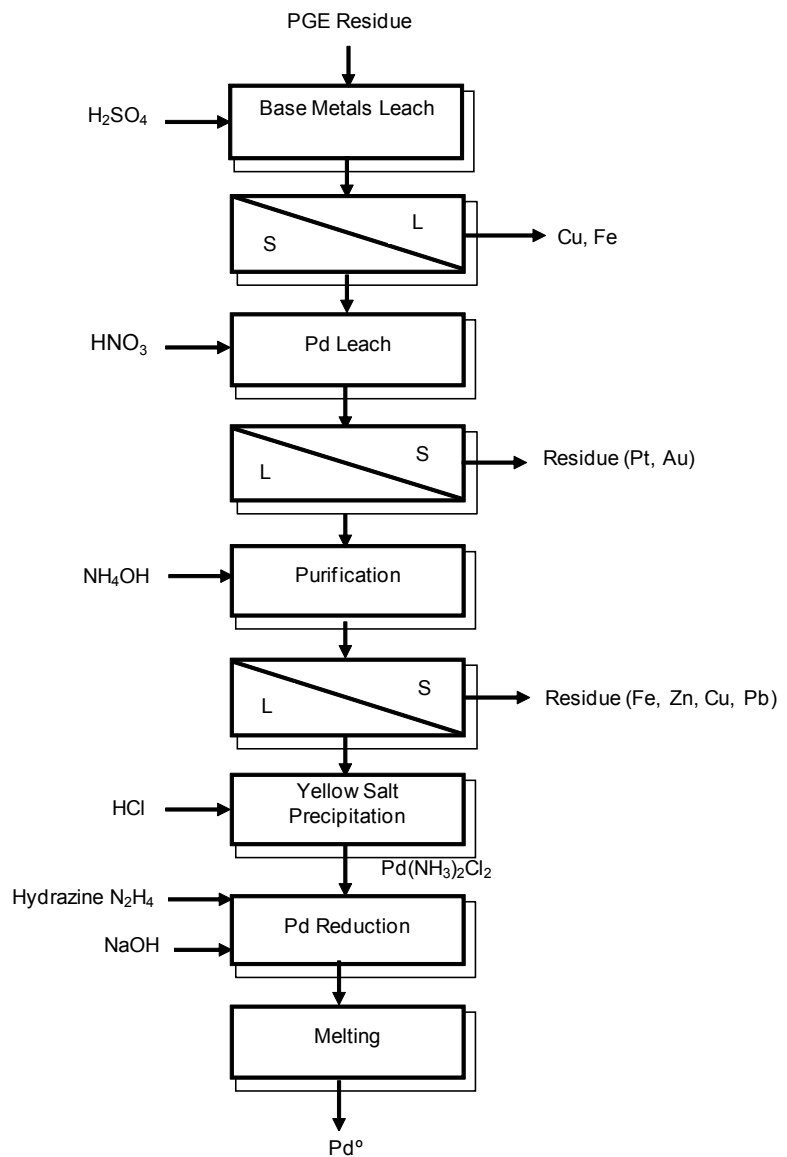 PGE Residue
Base Metals Leach
H₂SO₄
L
S
Cu, Fe
HNO₃
Pd Leach
S
L
Residue (Pt, Au)
NH₄OH
Purification
S
L
Residue (Fe, Zn, Cu, Pb)
Yellow Salt
Precipitation
HCl
Pd(NH₃)₂Cl₂
Hydrazine N₂H₄
Pd Reduction
NaOH
Melting
Pdº